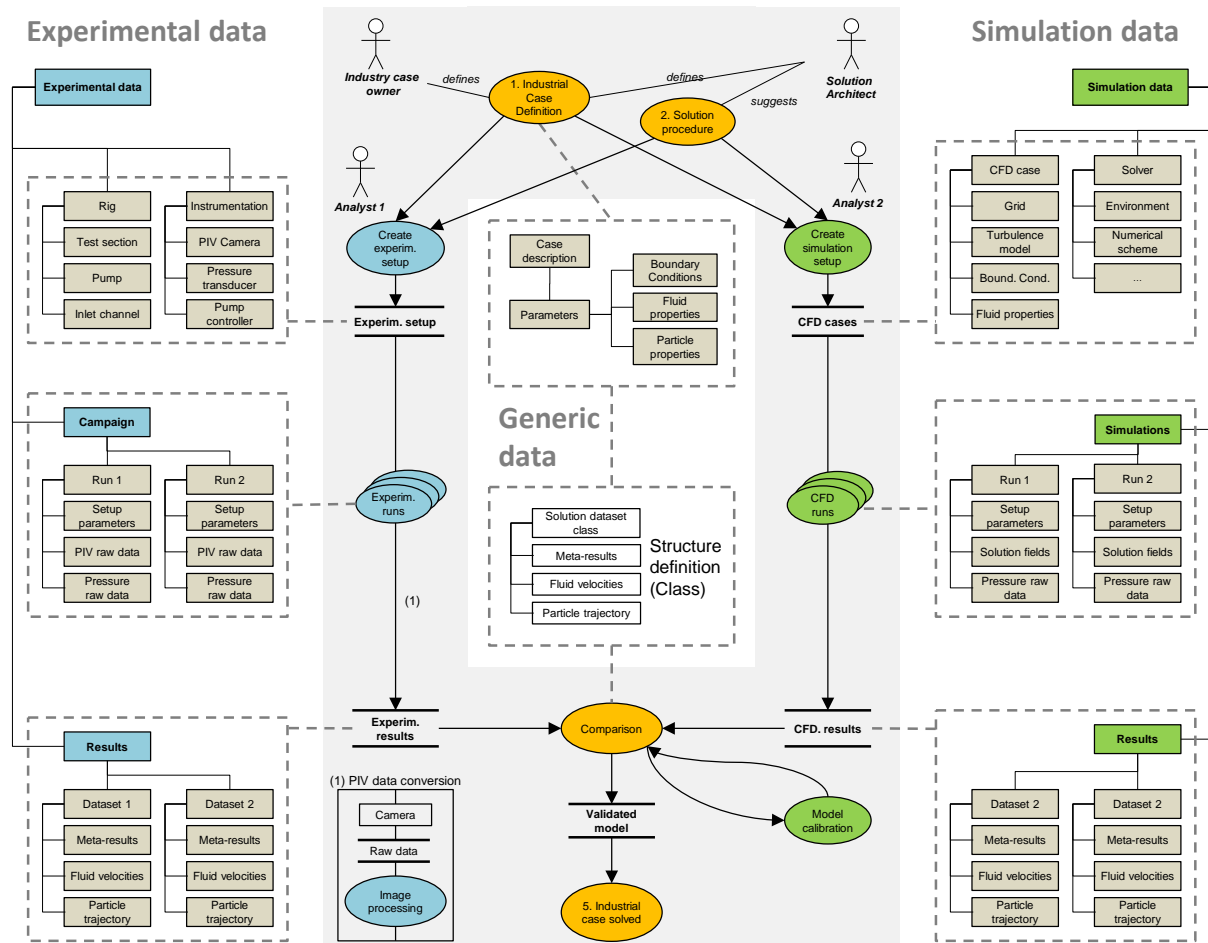 Experimental data
Simulation data
Experimental data
Rig
Test section
Pump
Inlet channel
Instrumentation
PIV Camera
Pressure
transducer
Pump
controller
Campaign
Run 1
Setup
parameters
PIV raw data
Pressure
raw data
Run 2
Setup
parameters
PIV raw data
Pressure
raw data
Results
Dataset 1
Meta-results
Fluid velocities
Particle
trajectory
Dataset 2
Meta-results
Fluid velocities
Particle
trajectory
Industry case
owner
defines
1. Industrial
Case
Definition
defines
Solution
Architect
suggests
2. Solution
procedure
Analyst 1
Analyst 2
Create
experim.
setup
Create
simulation
setup
Experim. setup
CFD cases
Case
description
Parameters
Boundary
Conditions
Fluid
properties
Particle
properties
Generic
data
Experim.
runs
CFD
runs
(1)
Solution dataset
class
Meta-results
Fluid velocities
Particle trajectory
Structure
definition
(Class)
Experim.
results
Comparison
CFD. results
(1) PIV data conversion
Camera
Raw data
Image
processing
Validated
model
Model
calibration
5. Industrial
case solved
Simulation data
CFD case
Grid
Turbulence
model
Bound. Cond.
Fluid properties
Solver
Environment
Numerical
scheme
...
Simulations
Run 1
Setup
parameters
Solution fields
Pressure raw
data
Run 2
Setup
parameters
Solution fields
Pressure raw
data
Results
Dataset 2
Meta-results
Fluid velocities
Particle
trajectory
Dataset 2
Meta-results
Fluid velocities
Particle
trajectory